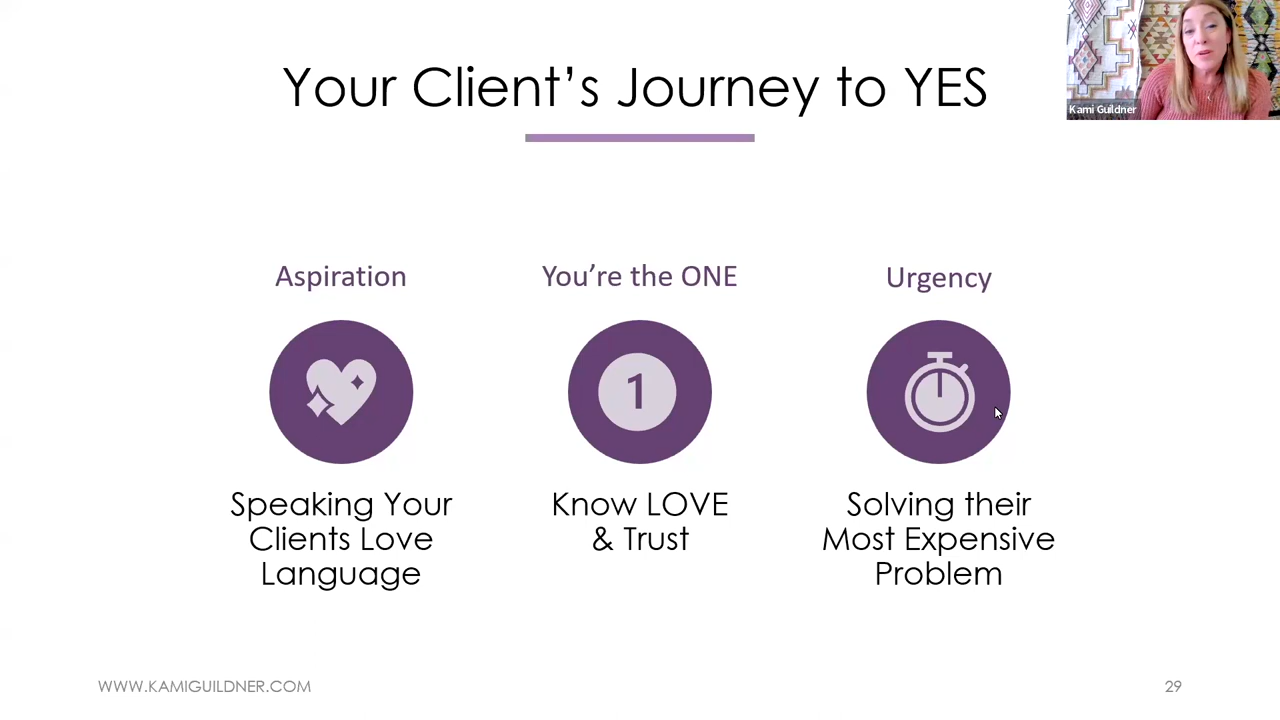 Your Client's Journey to YES
Kami Guildner
Aspiration
You're the ONE
Urgency
1
Speaking Your
Clients Love
Language
Know LOVE
& Trust
Solving their
Most Expensive
Problem
WWW.KAMIGUILDNER.COM
29